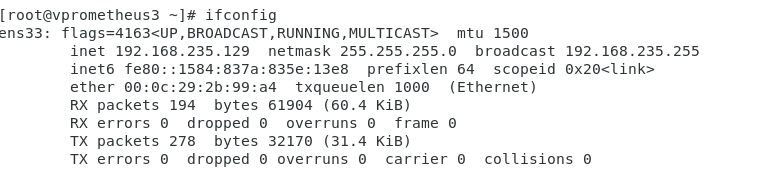 [root@vprometheus3 ~]# ifconfig
ens33: flags=4163<UP,BROADCAST,RUNNING,MULTICAST>  mtu 1500
        inet 192.168.235.129  netmask 255.255.255.0  broadcast 192.168.235.255
        inet6 fe80::1584:837a:835e:13e8  prefixlen 64  scopeid 0x20<link>
        ether 00:0c:29:2b:99:a4  txqueuelen 1000  (Ethernet)
        RX packets 194  bytes 61904 (60.4 KiB)
        RX errors 0  dropped 0  overruns 0  frame 0
        TX packets 278  bytes 32170 (31.4 KiB)
        TX errors 0  dropped 0 overruns 0  carrier 0  collisions 0